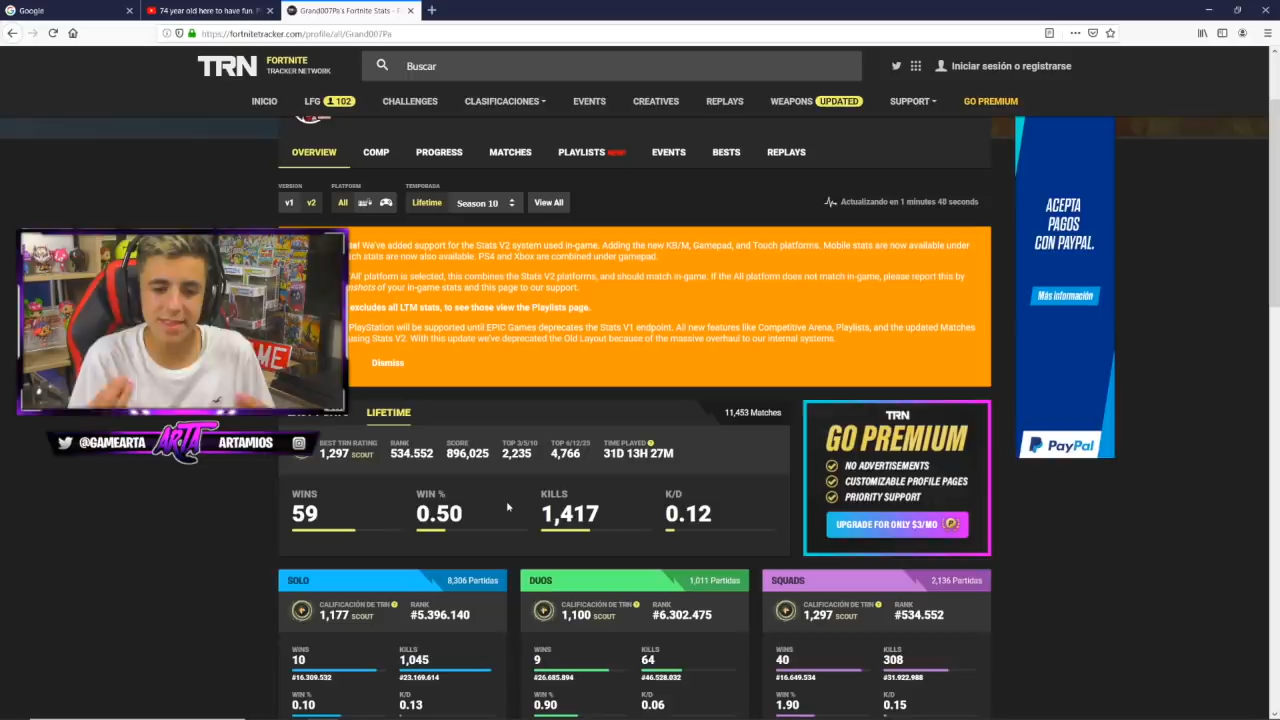 Google
74 year old here to have fun. P
Grand007Pa's Fortnite Stats - F
https://fortnitetracker.com/profile/all/Grand007Pa
TRN FORTNITE TRACKER NETWORK
Buscar
Iniciar sesión o registrarse
INICIO LFG 102 CHALLENGES CLASIFICACIONES EVENTS CREATIVES REPLAYS WEAPONS UPDATED SUPPORT GO PREMIUM
OVERVIEW COMP PROGRESS MATCHES PLAYLISTS EVENTS BESTS REPLAYS
VERSION PLATFORM TEMPORADA
v1 v2 All Lifetime Season 10 View All
Actualizando en 1 minutes 48 seconds
We've added support for the Stats V2 system used in-game. Adding the new KB/M, Gamepad, and Touch platforms. Mobile stats are now available under
stats are now also available. PS4 and Xbox are combined under gamepad.
'All' platform is selected, this combines the Stats V2 platforms, and should match in-game. If the All platform does not match in-game, please report this by
of your in-game stats and this page to our support.
excludes all LTM stats, to see those view the Playlists page.
PlayStation will be supported until EPIC Games deprecates the Stats V1 endpoint. All new features like Competitive Arena, Playlists, and the updated Matches
using Stats V2. With this update we've deprecated the Old Layout because of the massive overhaul to our internal systems.
Dismiss
ACEPTA
PAGOS
CON PAYPAL.
Más Información
PayPal
@GAMEARTA ARTA ARTAMIOS
LIFETIME
11,453 Matches
BEST TRN RATING RANK SCORE TOP 3/5/10 TOP 6/12/25 TIME PLAYED
1,297 SCOUT 534.552 896,025 2,235 4,766 31D 13H 27M
WINS WIN % KILLS K/D
59 0.50 1,417 0.12
TRN
GO PREMIUM
NO ADVERTISEMENTS
CUSTOMIZABLE PROFILE PAGES
PRIORITY SUPPORT
UPGRADE FOR ONLY $3/MO
SOLO 8,306 Partidas
CALIFICACIÓN DE TRN RANK
1,177 SCOUT #5.396.140
WINS KILLS
10 1,045
#16.309.532 #23.169.614
WIN % K/D
0.10 0.13
DUOS 1,011 Partidas
CALIFICACIÓN DE TRN RANK
1,100 SCOUT #6.302.475
WINS KILLS
9 64
#26.685.894 #46.528.032
WIN % K/D
0.90 0.06
SQUADS 2,136 Partidas
CALIFICACIÓN DE TRN RANK
1,297 SCOUT #534.552
WINS KILLS
40 308
#16.649.534 #31.922.988
WIN % K/D
1.90 0.15